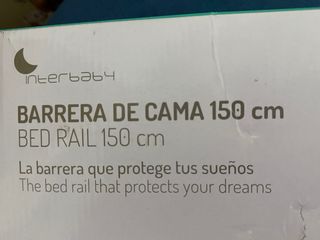 interbaby
BARRERA DE CAMA 150 cm
BED RAIL 150 cm
La barrera que protege tus sueños
The bed rail that protects your dreams